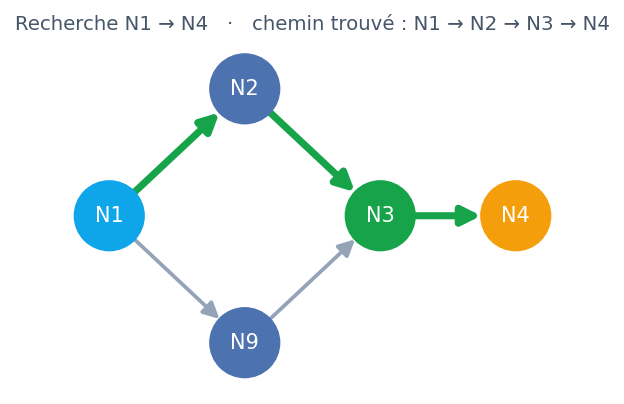 Recherche N1 → N4 · chemin trouvé : N1 → N2 → N3 → N4
N2
N1
N3
N4
N9